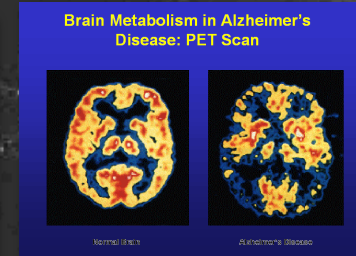 Brain Metabolism in Alzheimer's
Disease: PET Scan
Normal Brain
Alzheimer's Disease